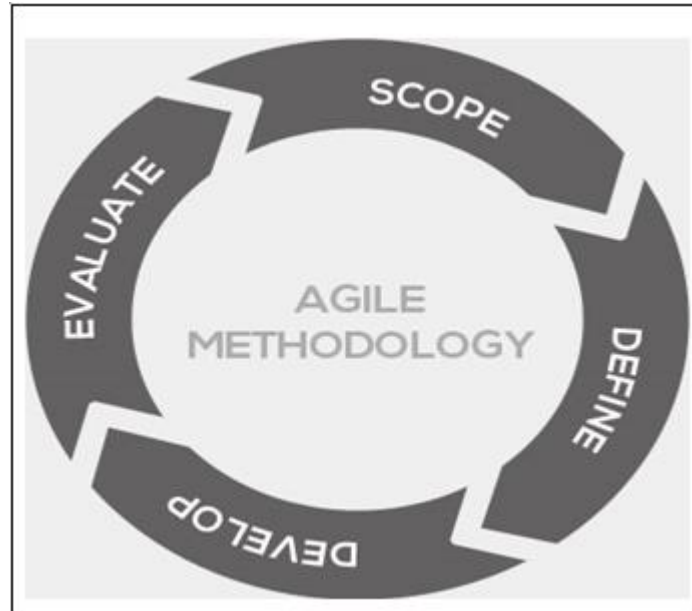 SCOPE
DEFINE
DEVELOP
EVALUATE
AGILE
METHODOLOGY